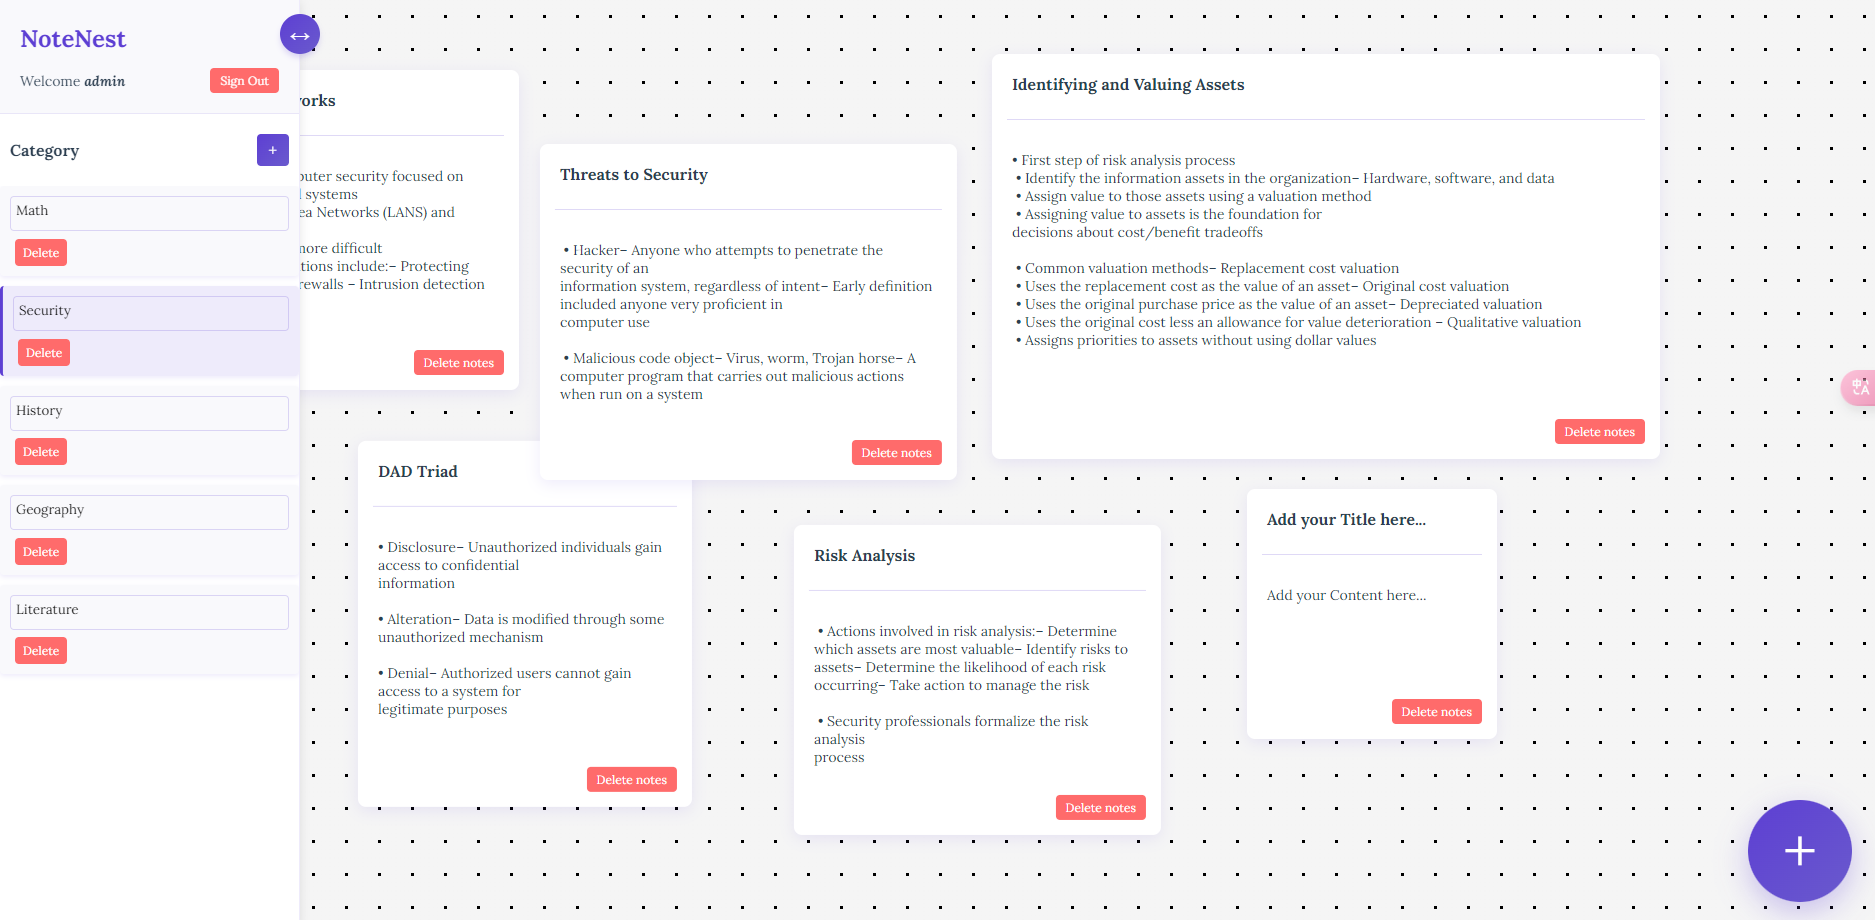 NoteNest
Welcome admin
Sign Out
Category
+
Math
Delete
Security
Delete
History
Delete
Geography
Delete
Literature
Delete
orks
puter security focused on
systems
ea Networks (LANS) and
more difficult
tions include:– Protecting
rewalls – Intrusion detection
Delete notes
Threats to Security
• Hacker– Anyone who attempts to penetrate the
security of an
information system, regardless of intent– Early definition
included anyone very proficient in
computer use
• Malicious code object– Virus, worm, Trojan horse– A
computer program that carries out malicious actions
when run on a system
Delete notes
Identifying and Valuing Assets
• First step of risk analysis process
• Identify the information assets in the organization– Hardware, software, and data
• Assign value to those assets using a valuation method
• Assigning value to assets is the foundation for
decisions about cost/benefit tradeoffs
• Common valuation methods– Replacement cost valuation
• Uses the replacement cost as the value of an asset– Original cost valuation
• Uses the original purchase price as the value of an asset– Depreciated valuation
• Uses the original cost less an allowance for value deterioration – Qualitative valuation
• Assigns priorities to assets without using dollar values
Delete notes
DAD Triad
• Disclosure– Unauthorized individuals gain
access to confidential
information
• Alteration– Data is modified through some
unauthorized mechanism
• Denial– Authorized users cannot gain
access to a system for
legitimate purposes
Delete notes
Risk Analysis
• Actions involved in risk analysis:– Determine
which assets are most valuable– Identify risks to
assets– Determine the likelihood of each risk
occurring– Take action to manage the risk
• Security professionals formalize the risk
analysis
process
Delete notes
Add your Title here...
Add your Content here...
Delete notes
中A
+